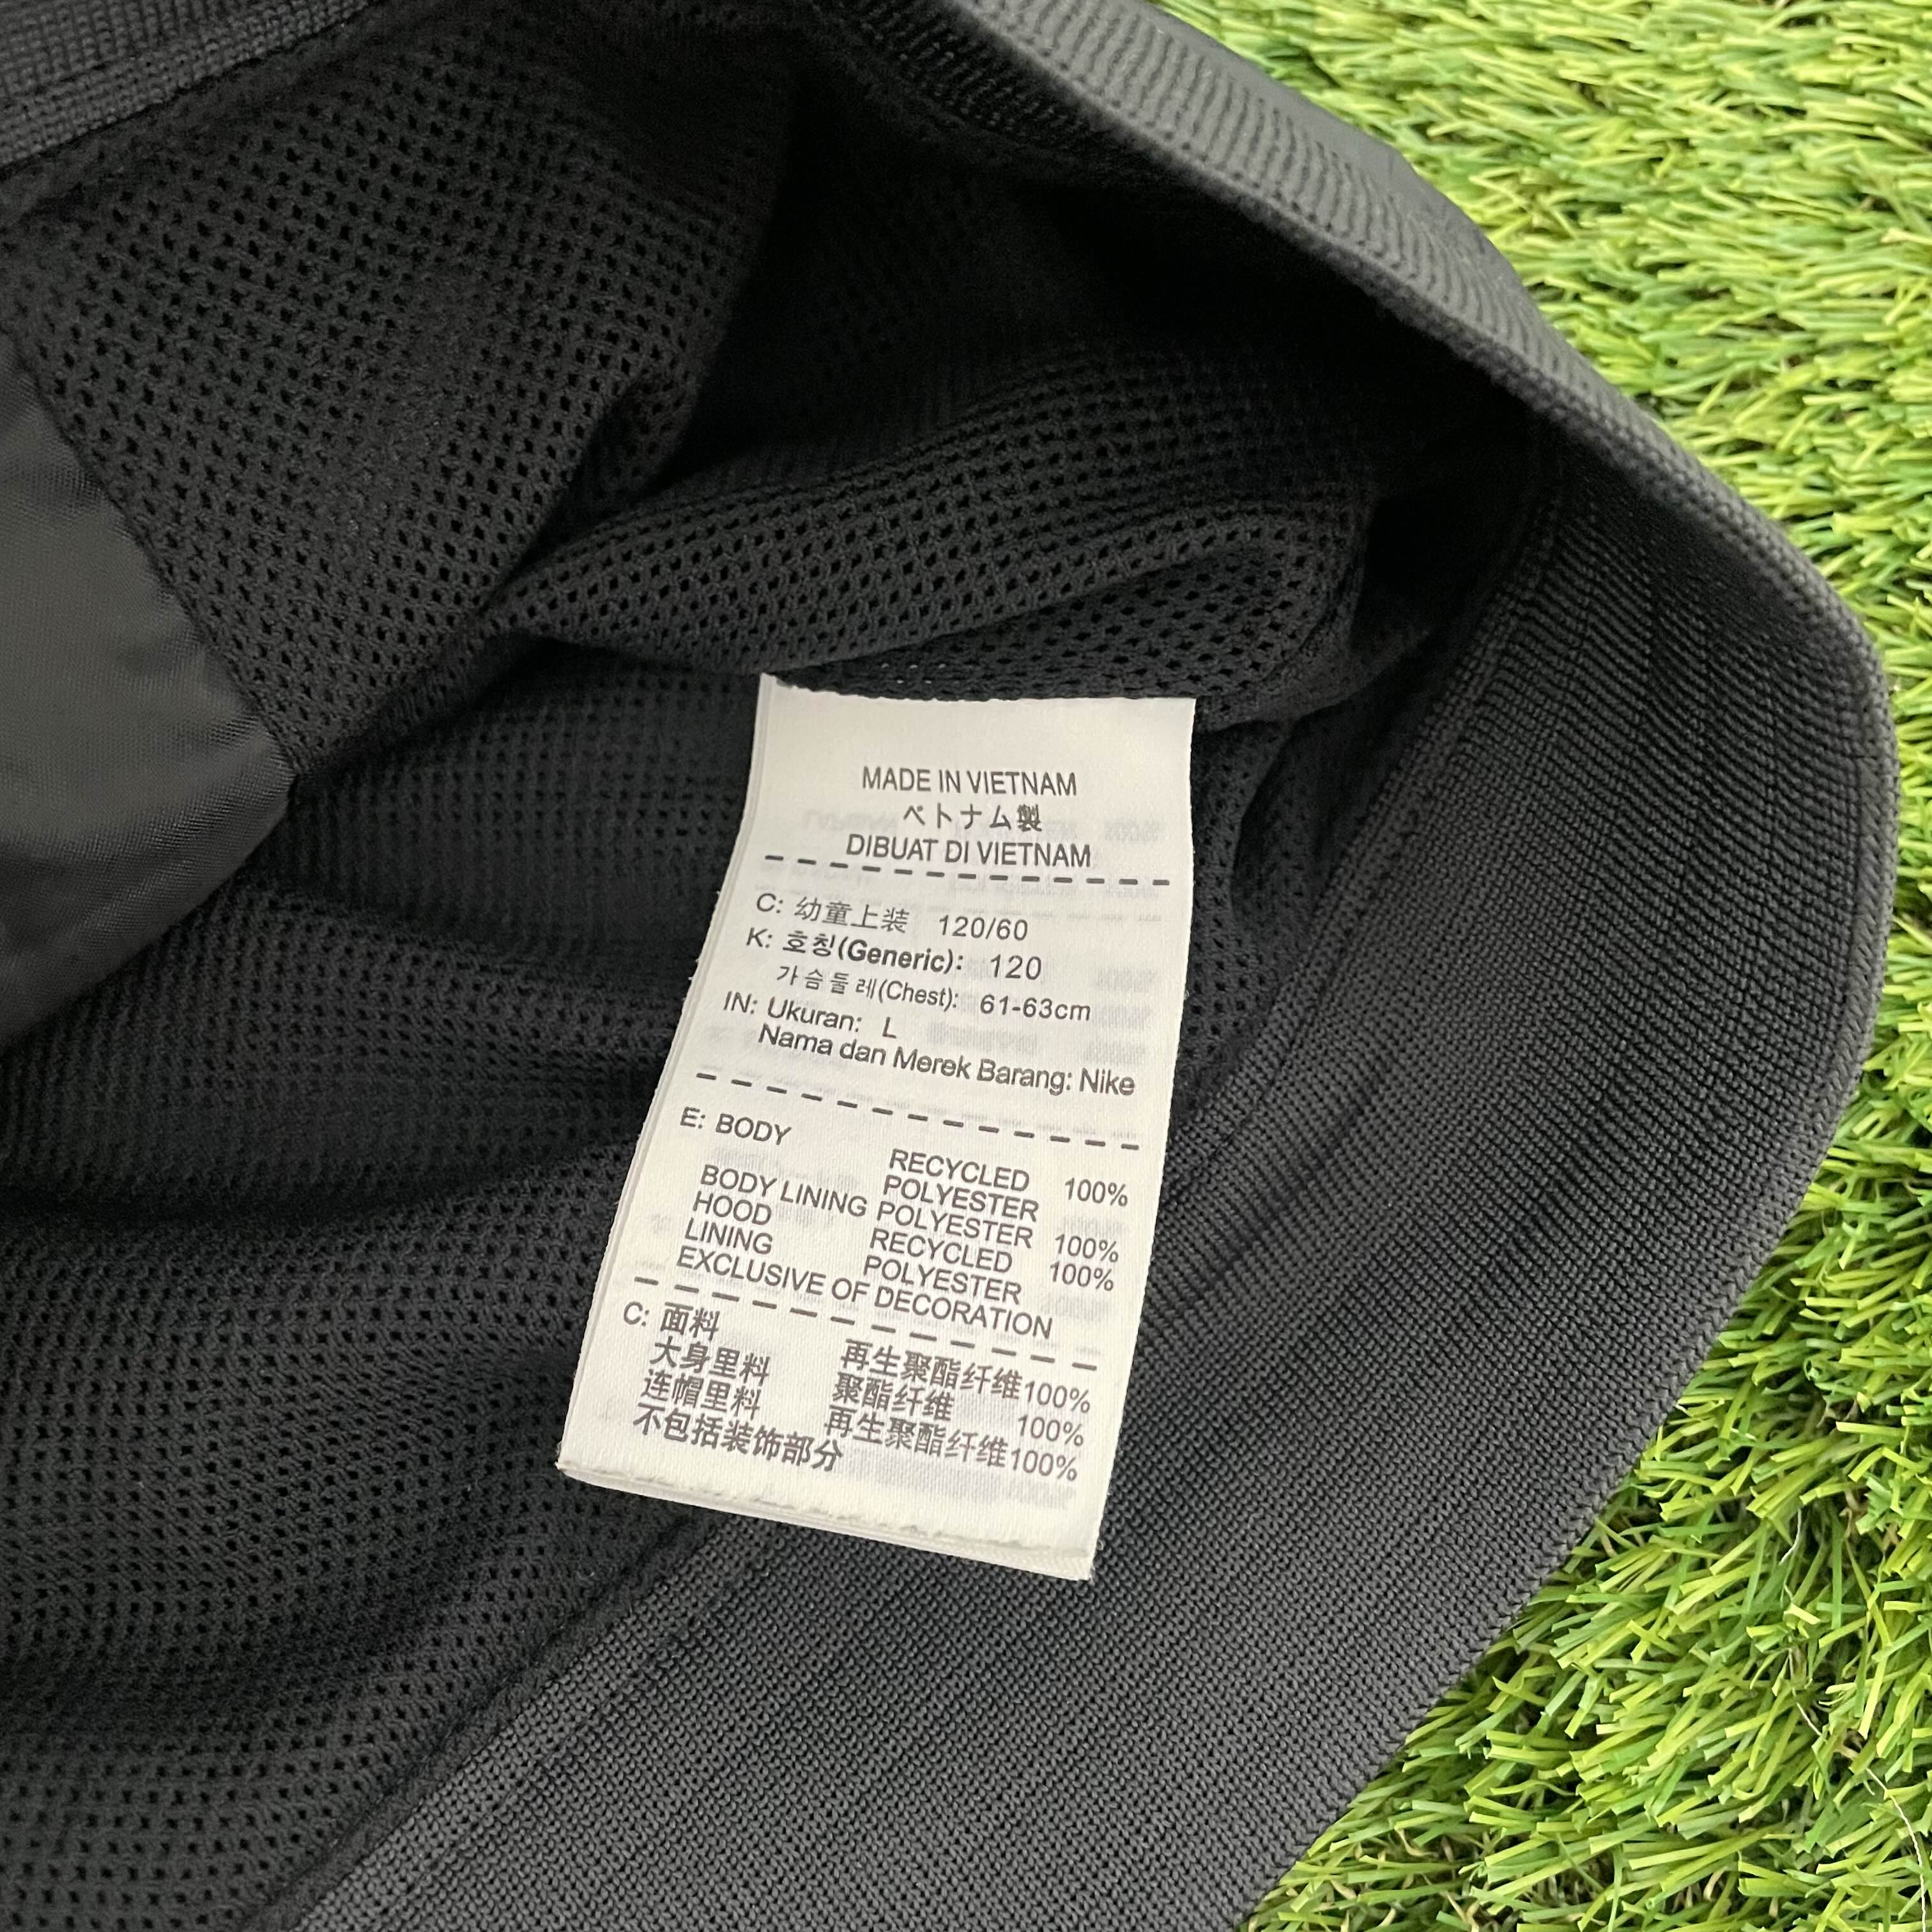 MADE IN VIETNAM
ベトナム製
DIBUAT DI VIETNAM
C: 幼童上装 120/60
K: 호칭(Generic): 120
가슴둘레(Chest): 61-63cm
IN: Ukuran: L
Nama dan Merek Barang: Nike
E: BODY
RECYCLED
POLYESTER 100%
BODY LINING POLYESTER 100%
HOOD
LINING
RECYCLED
POLYESTER 100%
EXCLUSIVE OF DECORATION
C: 面料 再生聚酯纤维100%
大身里料 聚酯纤维 100%
连帽里料 再生聚酯纤维100%
不包括装饰部分